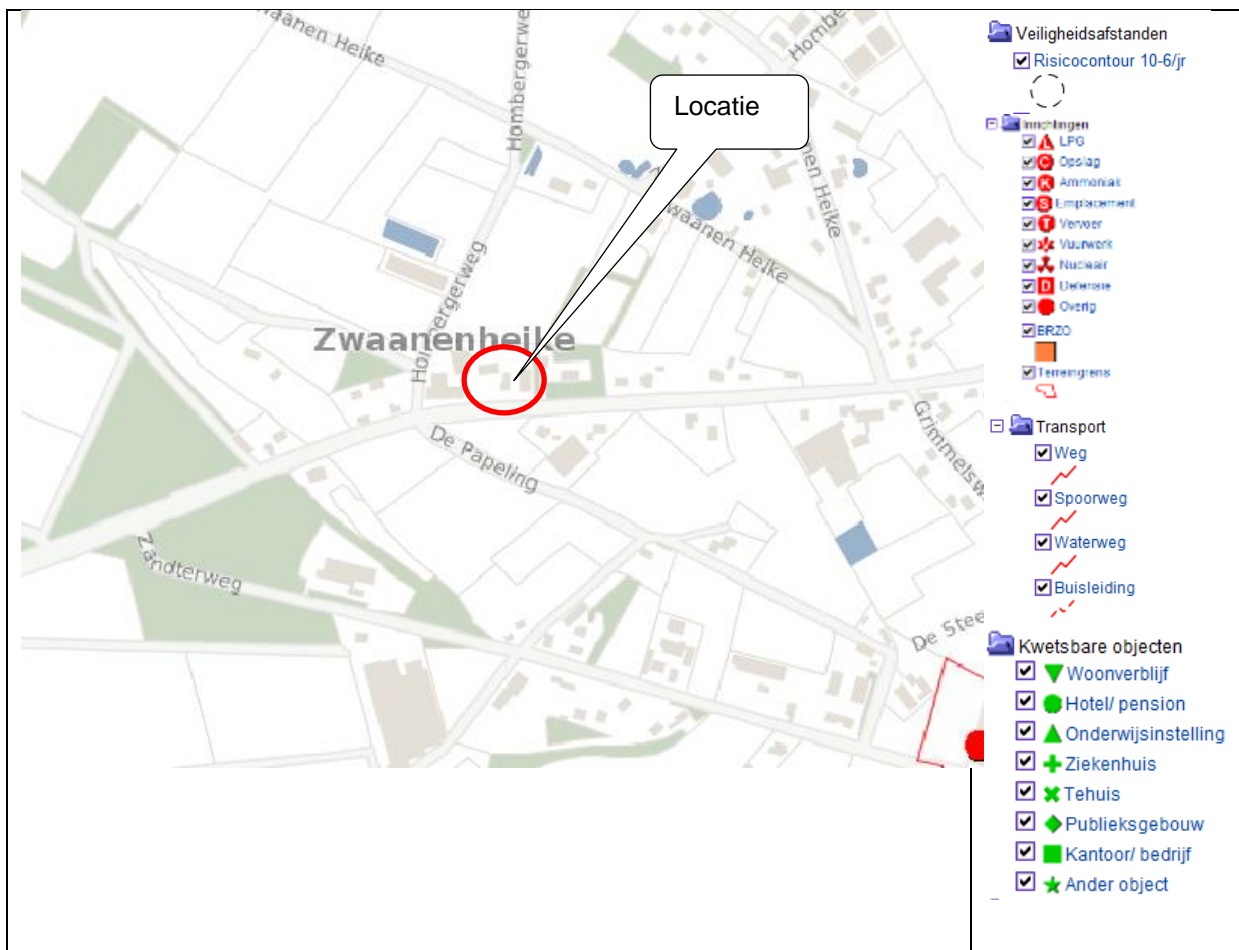 Zwaanen Heike
Hombergerweg
Homb
Locatie
Zwaanen Heike
Zwaanenheike
Hombergerweg
De Papeling
Grimmelsw
Zandterweg
De Stee
Veiligheidsafstanden
Risicocontour 10-6/jr
Inrichtingen
LPG
C Opslag
K Ammoniak
S Emplacement
T Vervoer
Vuurwerk
Nucleair
D Defensie
Overig
BRZO
Terreingrens
Transport
Weg
Spoorweg
Waterweg
Buisleiding
Kwetsbare objecten
Woonverblijf
Hotel/ pension
Onderwijsinstelling
Ziekenhuis
Tehuis
Publieksgebouw
Kantoor/ bedrijf
Ander object